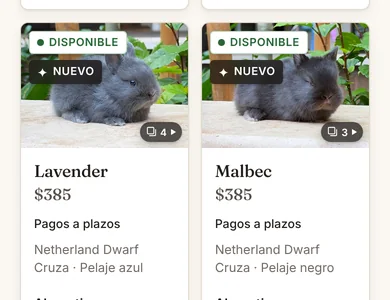 DISPONIBLE
NUEVO
4
Lavender
$385
Pagos a plazos
Netherland Dwarf
Cruza · Pelaje azul
DISPONIBLE
NUEVO
3
Malbec
$385
Pagos a plazos
Netherland Dwarf
Cruza · Pelaje negro